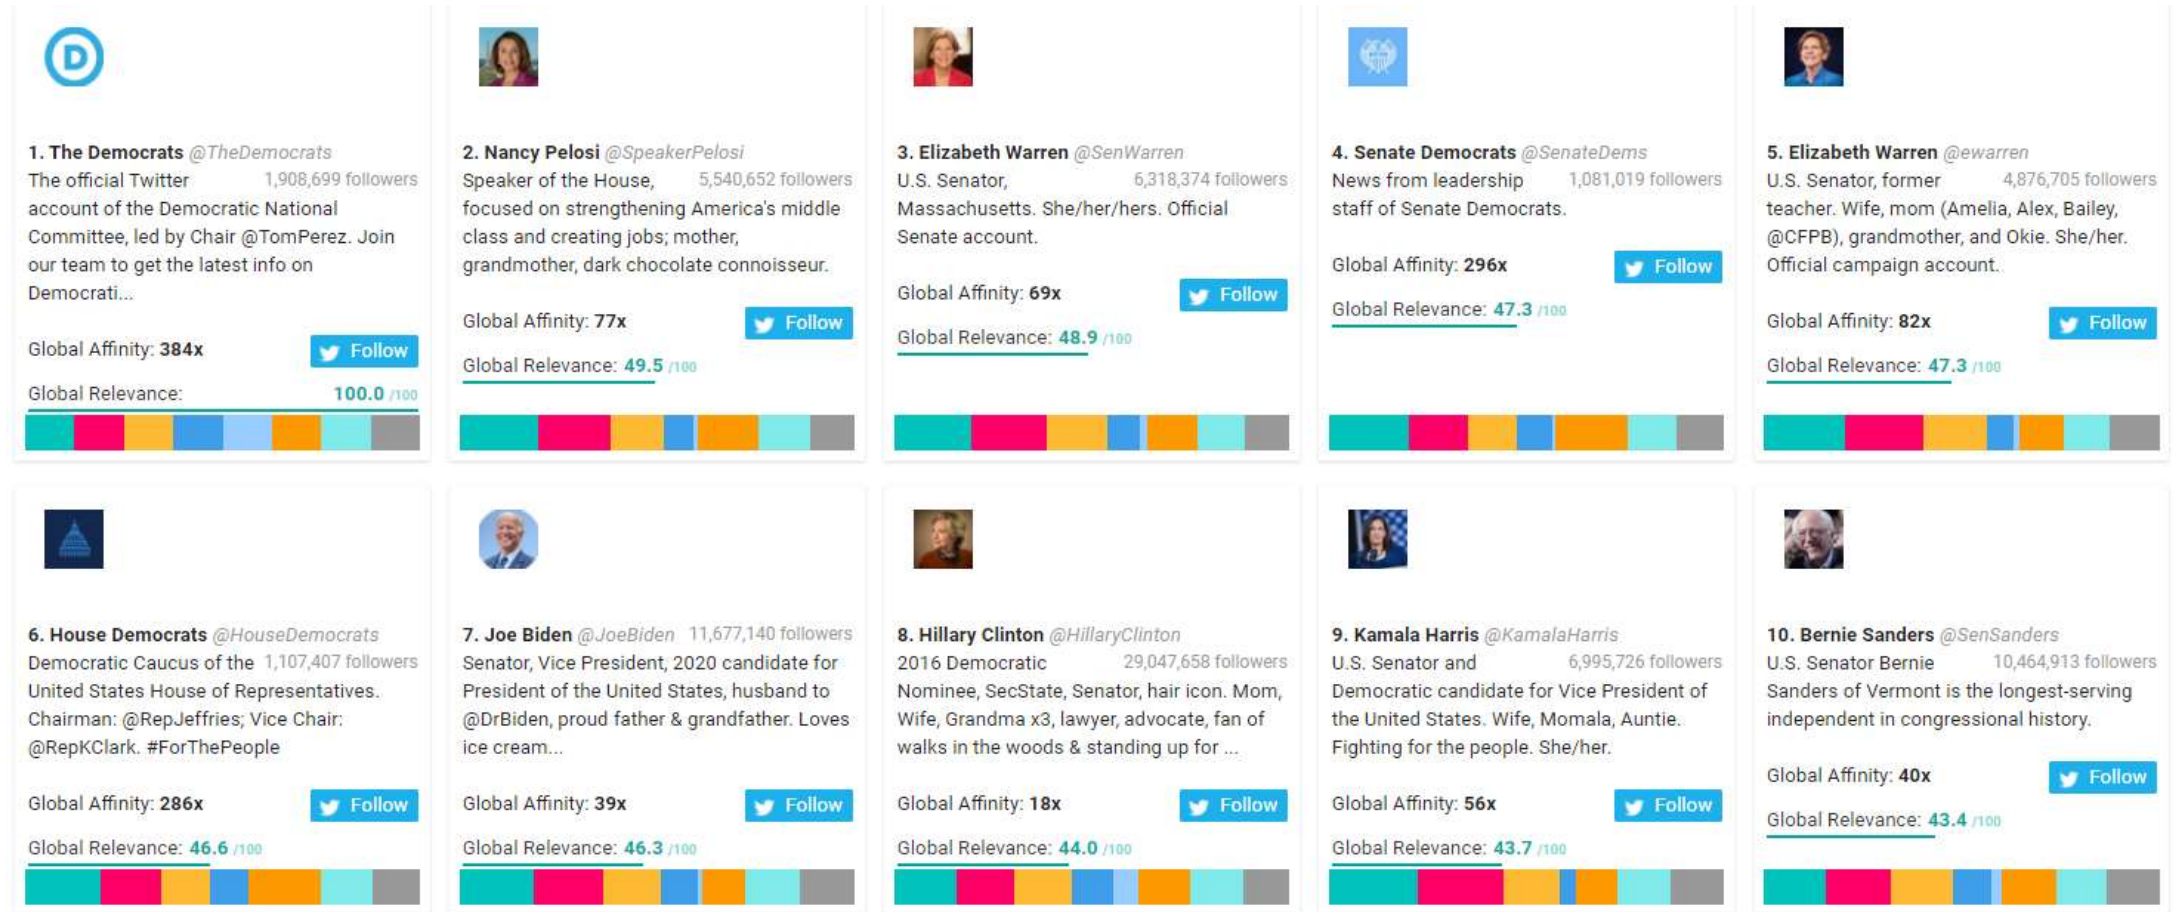 D
1. The Democrats @TheDemocrats
The official Twitter 1,908,699 followers
account of the Democratic National
Committee, led by Chair @TomPerez. Join
our team to get the latest info on
Democrati...
Global Affinity: 384x Follow
Global Relevance: 100.0 /100
2. Nancy Pelosi @SpeakerPelosi
Speaker of the House, 5,540,652 followers
focused on strengthening America's middle
class and creating jobs; mother,
grandmother, dark chocolate connoisseur.
Global Affinity: 77x Follow
Global Relevance: 49.5 /100
3. Elizabeth Warren @SenWarren
U.S. Senator, 6,318,374 followers
Massachusetts. She/her/hers. Official
Senate account.
Global Affinity: 69x Follow
Global Relevance: 48.9 /100
4. Senate Democrats @SenateDems
News from leadership 1,081,019 followers
staff of Senate Democrats.
Global Affinity: 296x Follow
Global Relevance: 47.3 /100
5. Elizabeth Warren @ewarren
U.S. Senator, former 4,876,705 followers
teacher. Wife, mom (Amelia, Alex, Bailey,
@CFPB), grandmother, and Okie. She/her.
Official campaign account.
Global Affinity: 82x Follow
Global Relevance: 47.3 /100
6. House Democrats @HouseDemocrats
Democratic Caucus of the 1,107,407 followers
United States House of Representatives.
Chairman: @RepJeffries; Vice Chair:
@RepKClark. #ForThePeople
Global Affinity: 286x Follow
Global Relevance: 46.6 /100
7. Joe Biden @JoeBiden 11,677,140 followers
Senator, Vice President, 2020 candidate for
President of the United States, husband to
@DrBiden, proud father & grandfather. Loves
ice cream...
Global Affinity: 39x Follow
Global Relevance: 46.3 /100
8. Hillary Clinton @HillaryClinton
2016 Democratic 29,047,658 followers
Nominee, SecState, Senator, hair icon. Mom,
Wife, Grandma x3, lawyer, advocate, fan of
walks in the woods & standing up for ...
Global Affinity: 18x Follow
Global Relevance: 44.0 /100
9. Kamala Harris @KamalaHarris
U.S. Senator and 6,995,726 followers
Democratic candidate for Vice President of
the United States. Wife, Momala, Auntie.
Fighting for the people. She/her.
Global Affinity: 56x Follow
Global Relevance: 43.7 /100
10. Bernie Sanders @SenSanders
U.S. Senator Bernie 10,464,913 followers
Sanders of Vermont is the longest-serving
independent in congressional history.
Global Affinity: 40x Follow
Global Relevance: 43.4 /100